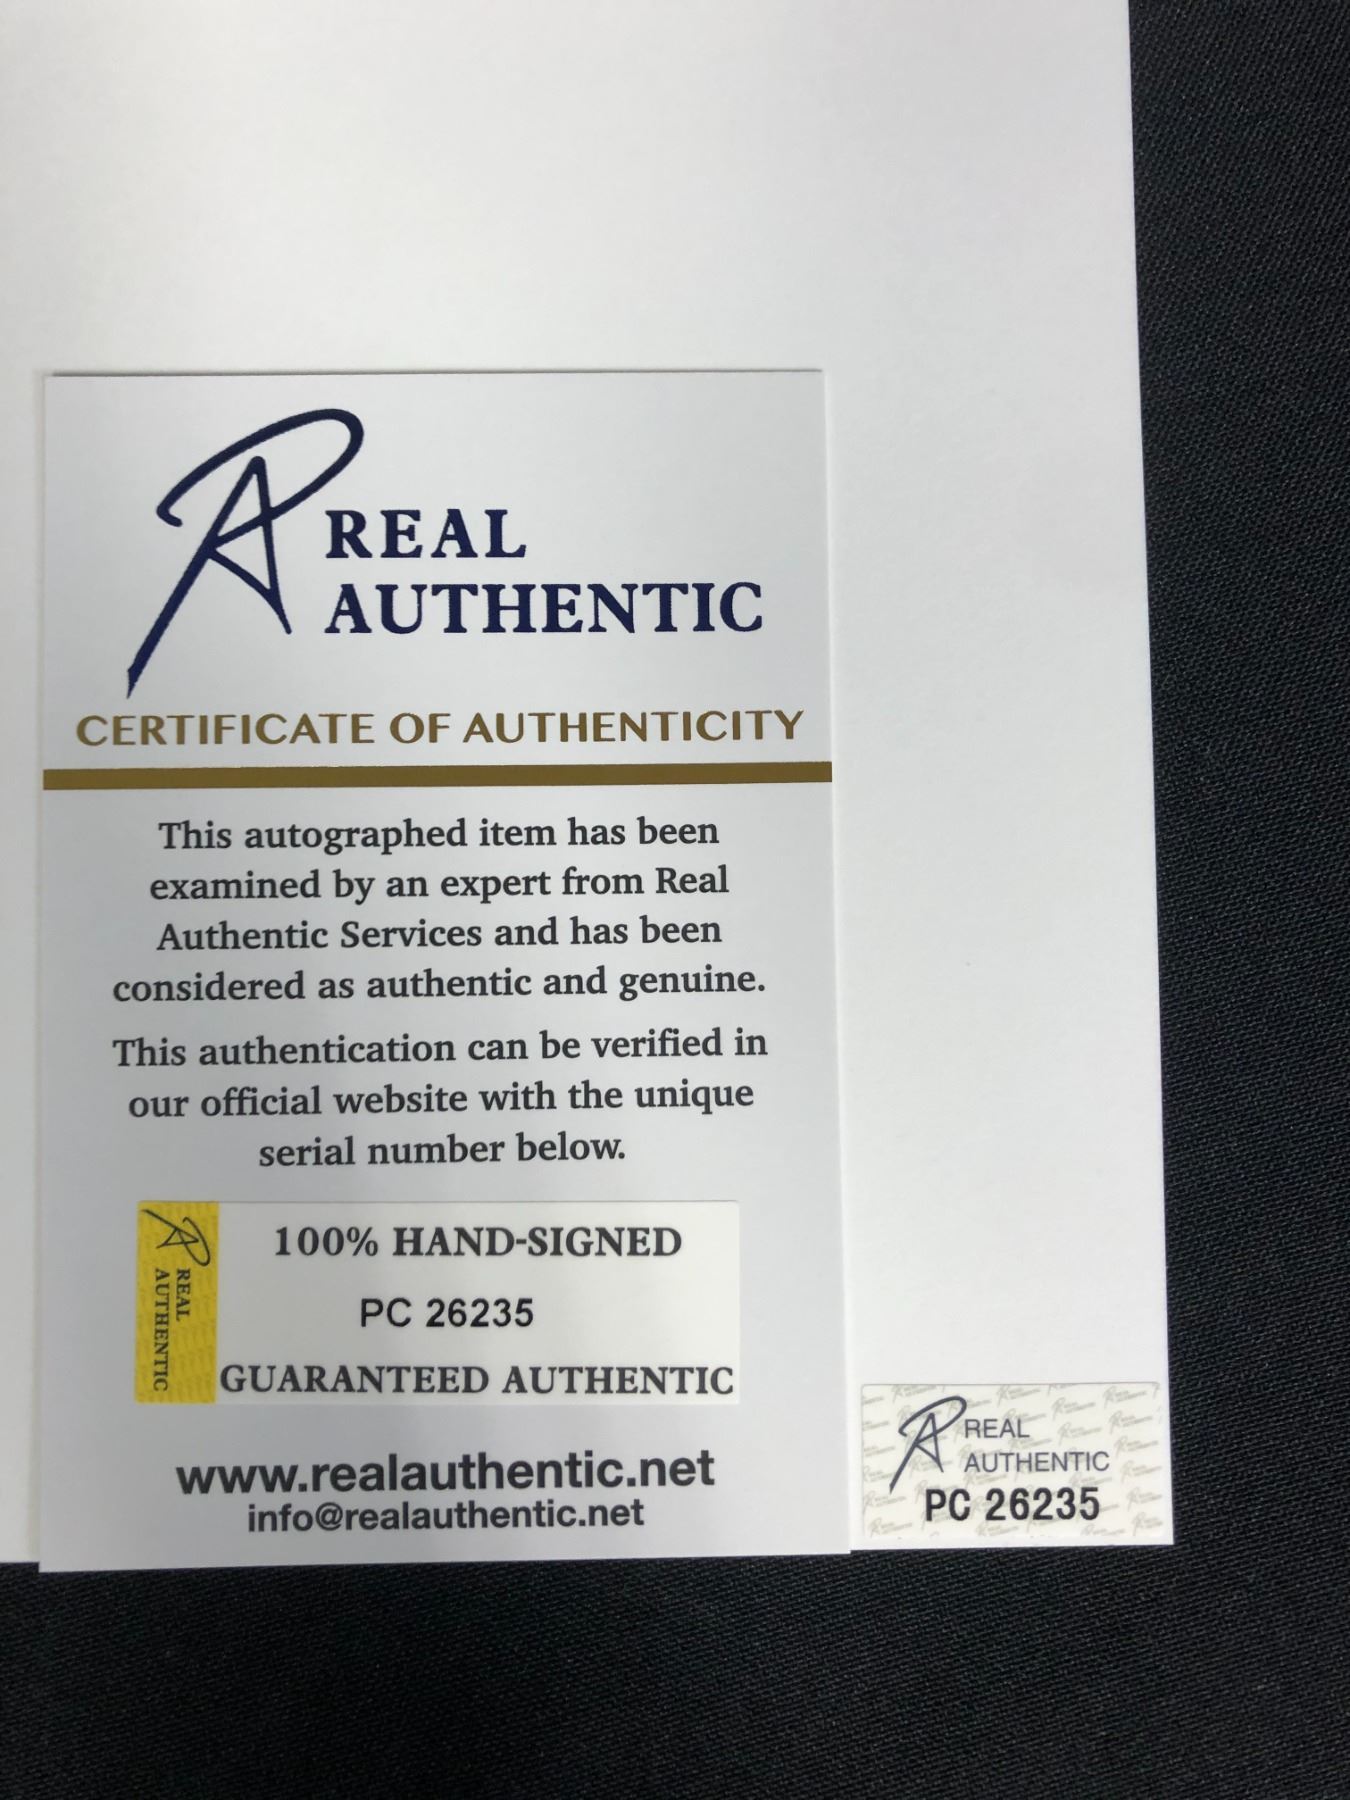 REAL
AUTHENTIC
CERTIFICATE OF AUTHENTICITY
This autographed item has been
examined by an expert from Real
Authentic Services and has been
considered as authentic and genuine.
This authentication can be verified in
our official website with the unique
serial number below.
REAL
AUTHENTIC
100% HAND-SIGNED
PC 26235
GUARANTEED AUTHENTIC
www.realauthentic.net
info@realauthentic.net
REAL
AUTHENTIC
PC 26235